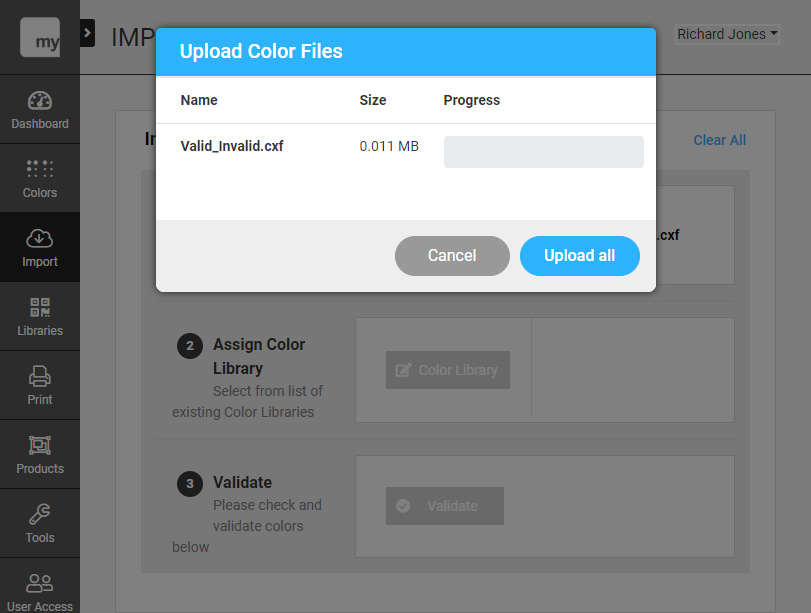 my
IMP
Richard Jones
Upload Color Files
Name Size Progress
Valid_Invalid.cxf 0.011 MB
Cancel Upload all
Clear All
.cxf
Dashboard
Colors
Import
Libraries
Print
Products
Tools
User Access
2 Assign Color
Library
Select from list of
existing Color Libraries
Color Library
3 Validate
Please check and
validate colors
below
Validate